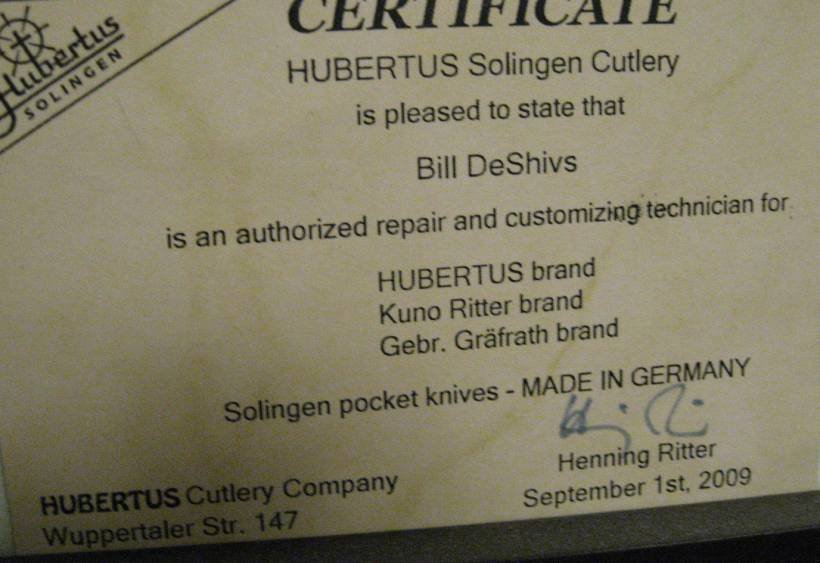 CERTIFICATE
Hubertus
SOLINGEN
HUBERTUS Solingen Cutlery
is pleased to state that
Bill DeShivs
is an authorized repair and customizing technician for
HUBERTUS brand
Kuno Ritter brand
Gebr. Gräfrath brand
Solingen pocket knives - MADE IN GERMANY
Henning Ritter
September 1st, 2009
HUBERTUS Cutlery Company
Wuppertaler Str. 147